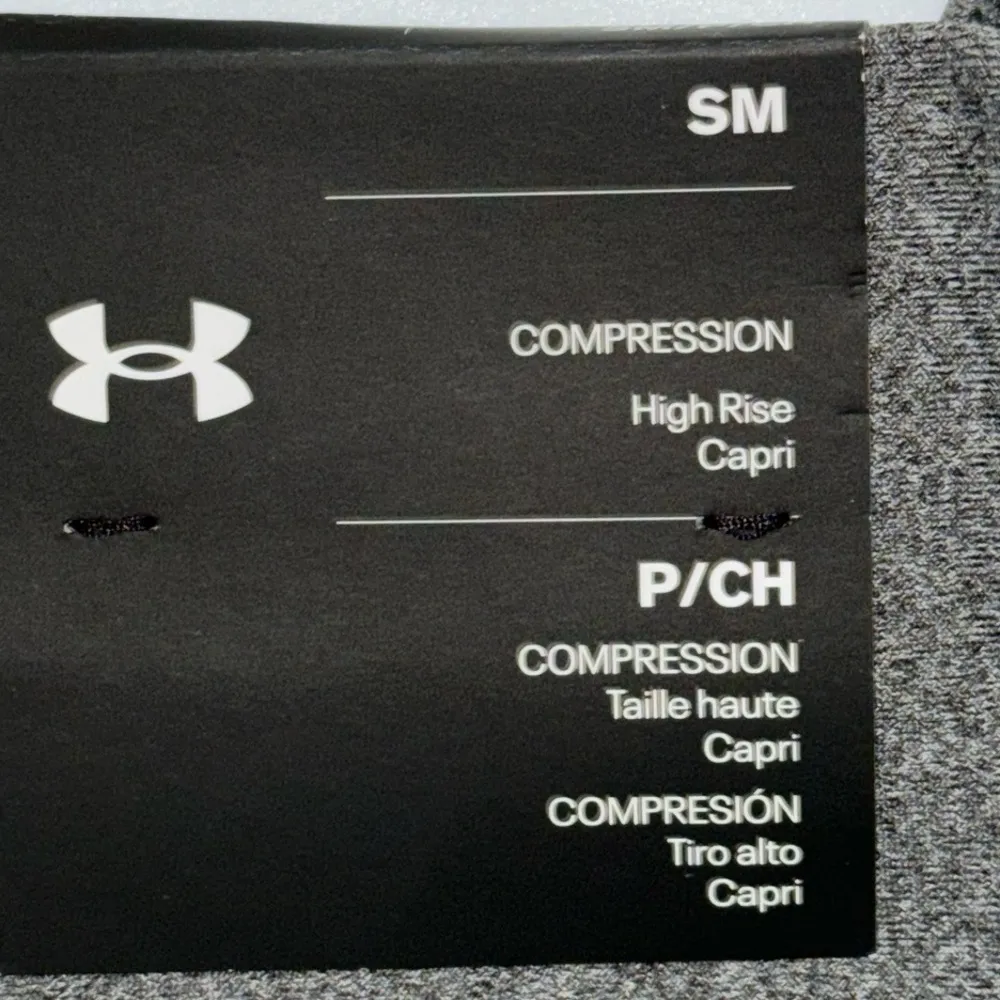 SM
COMPRESSION
High Rise
Capri
P/CH
COMPRESSION
Taille haute
Capri
COMPRESIÓN
Tiro alto
Capri